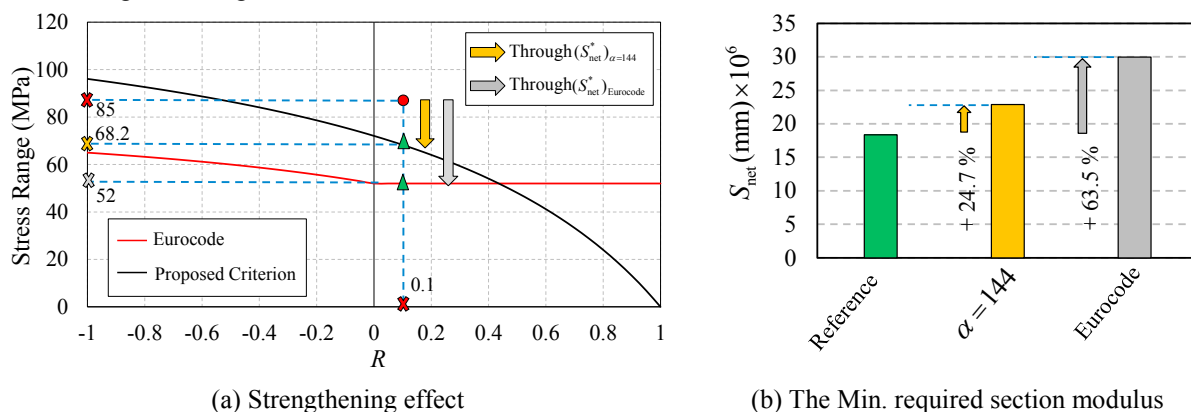 120
100
80
60
40
20
0
Stress Range (MPa)
85
68.2
52
0.1
Through (S*net)α=144
Through (S*net)Eurocode
Eurocode
Proposed Criterion
-1 -0.8 -0.6 -0.4 -0.2 0 0.2 0.4 0.6 0.8 1
R
(a) Strengthening effect
35
30
25
20
15
10
5
0
Snet (mm)×10⁶
+ 24.7 %
+ 63.5 %
Reference
α = 144
Eurocode
(b) The Min. required section modulus